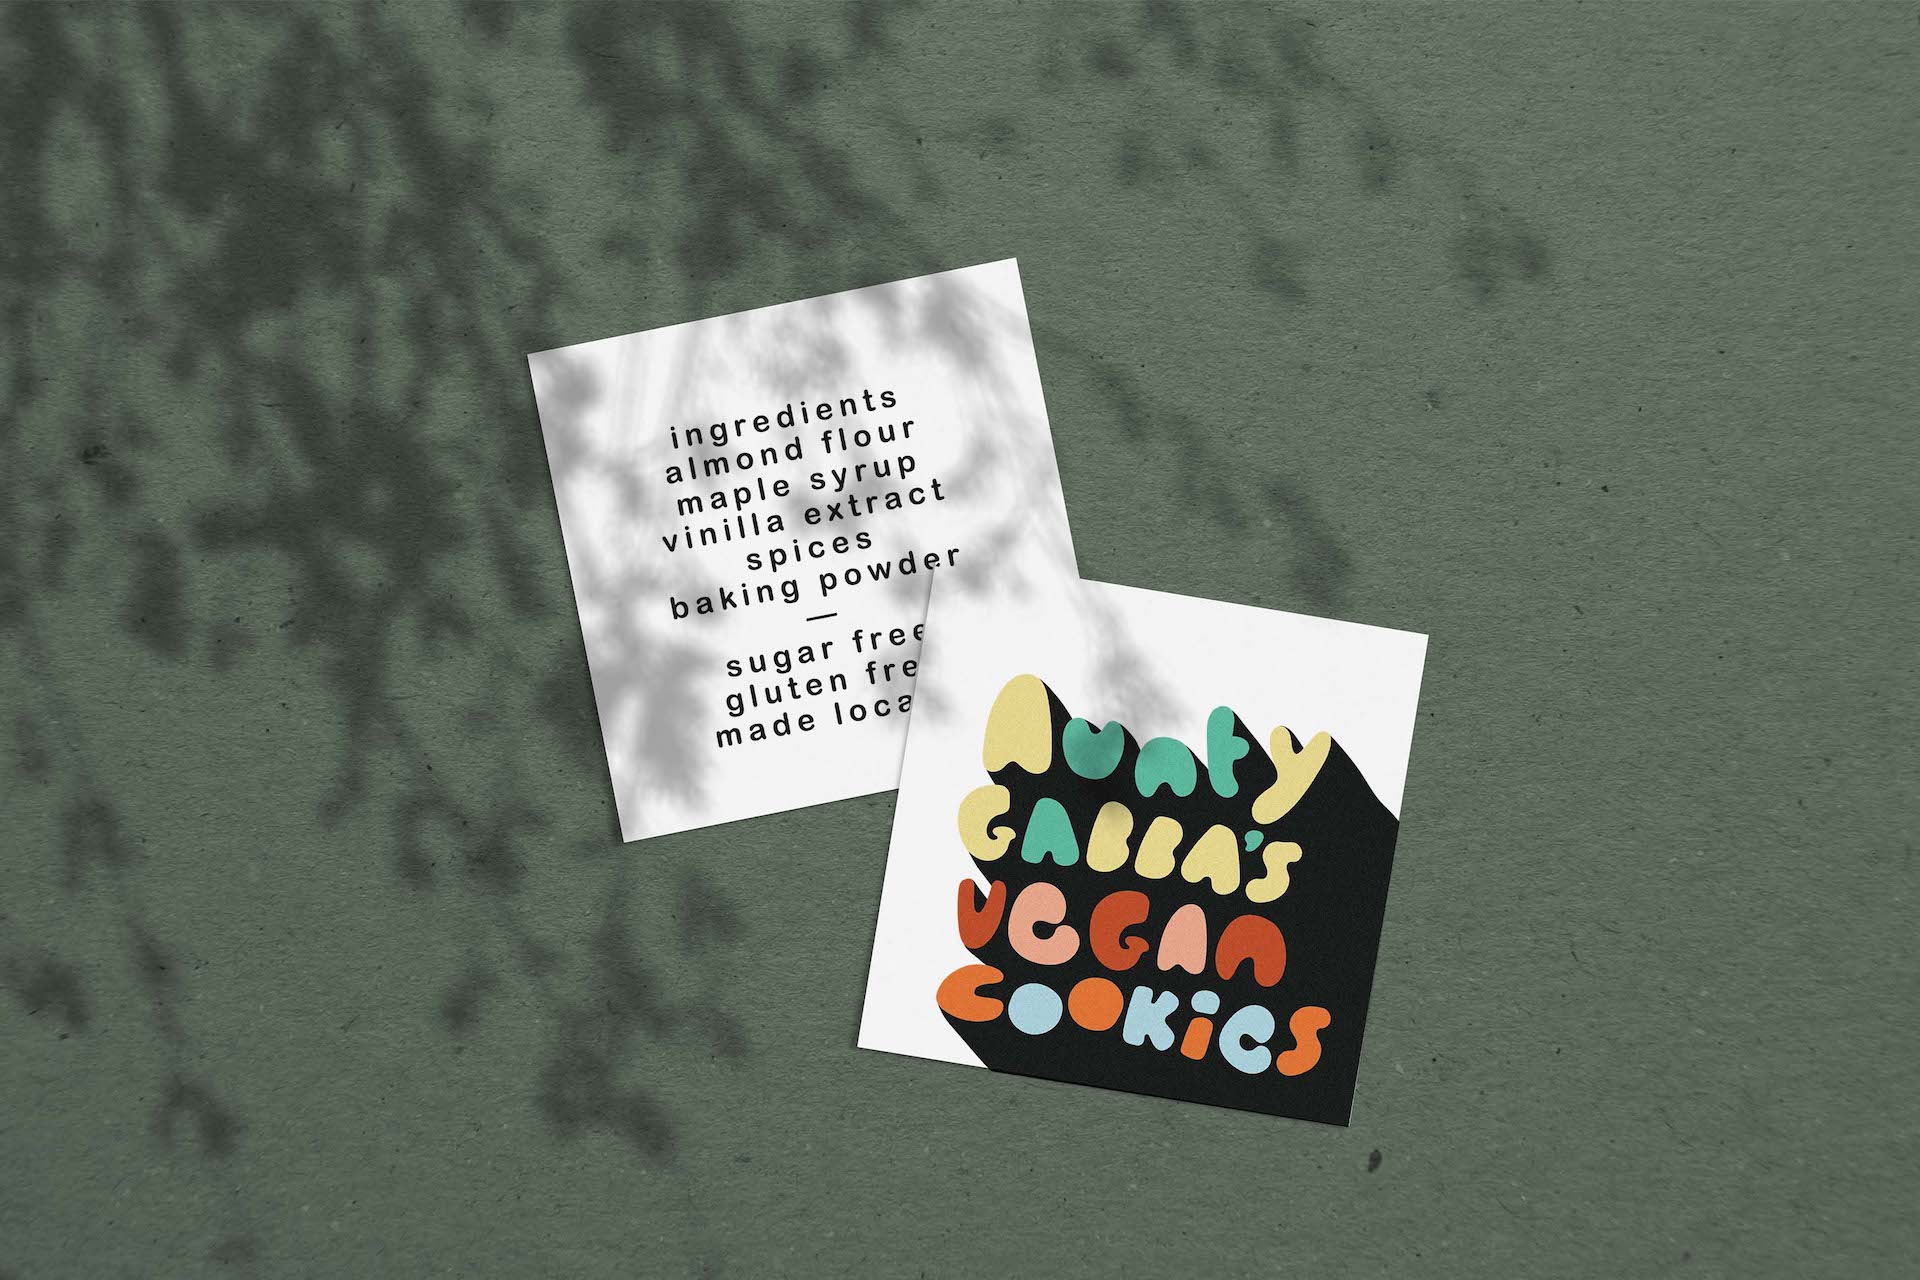 ingredients
almond flour
maple syrup
vinilla extract
spices
baking powder
—
sugar free
gluten fre
made loca
Aunty
GABBA'S
VEGAN
COOKiES